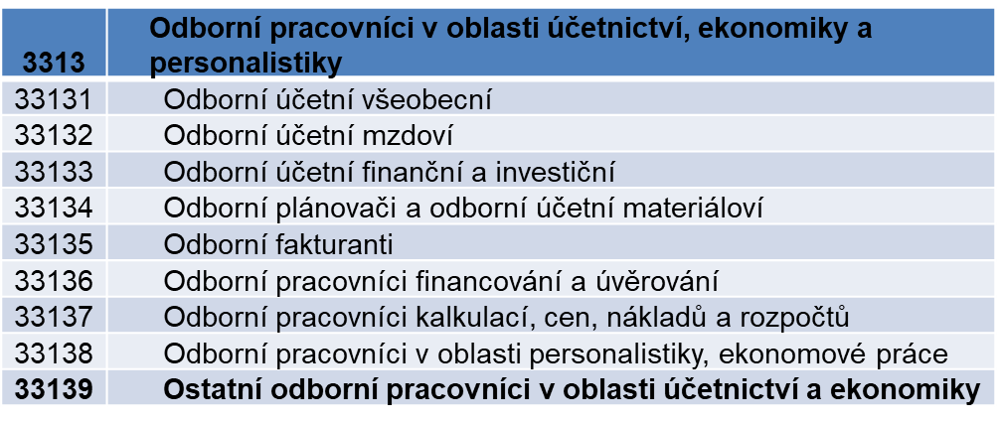 3313 Odborní pracovníci v oblasti účetnictví, ekonomiky a
personalistiky
33131 Odborní účetní všeobecní
33132 Odborní účetní mzdoví
33133 Odborní účetní finanční a investiční
33134 Odborní plánovači a odborní účetní materiáloví
33135 Odborní fakturanti
33136 Odborní pracovníci financování a úvěrování
33137 Odborní pracovníci kalkulací, cen, nákladů a rozpočtů
33138 Odborní pracovníci v oblasti personalistiky, ekonomové práce
33139 Ostatní odborní pracovníci v oblasti účetnictví a ekonomiky